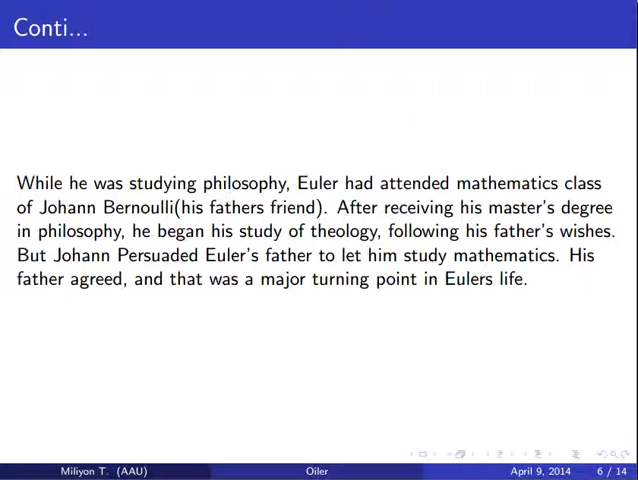 Conti...
While he was studying philosophy, Euler had attended mathematics class
of Johann Bernoulli(his fathers friend). After receiving his master's degree
in philosophy, he began his study of theology, following his father's wishes.
But Johann Persuaded Euler's father to let him study mathematics. His
father agreed, and that was a major turning point in Eulers life.
Miliyon T. (AAU) Oiler April 9, 2014 6 / 14